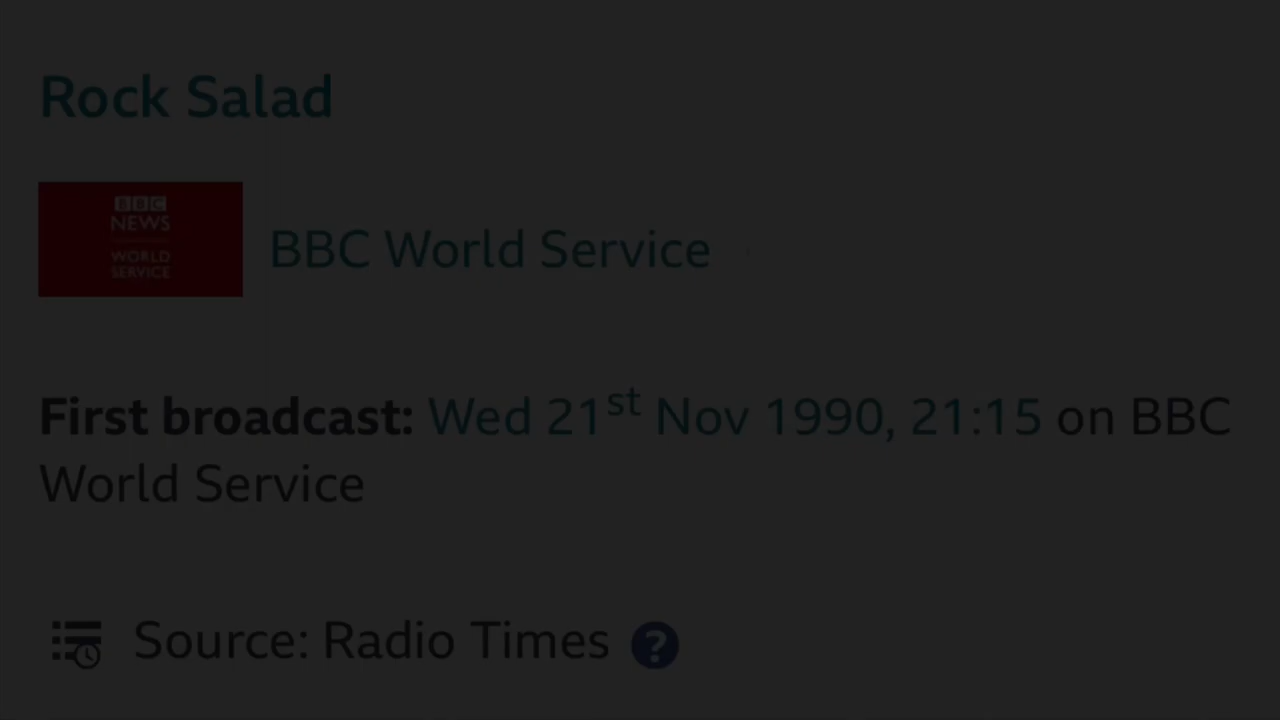 Rock Salad
BBC
NEWS
WORLD
SERVICE
BBC World Service
First broadcast: Wed 21st Nov 1990, 21:15 on BBC
World Service
Source: Radio Times ?